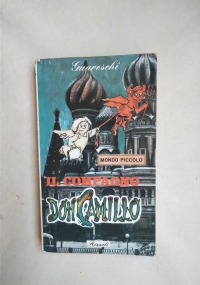 Guareschi
MONDO PICCOLO
IL COMPAGNO
DON CAMILLO
Rizzoli